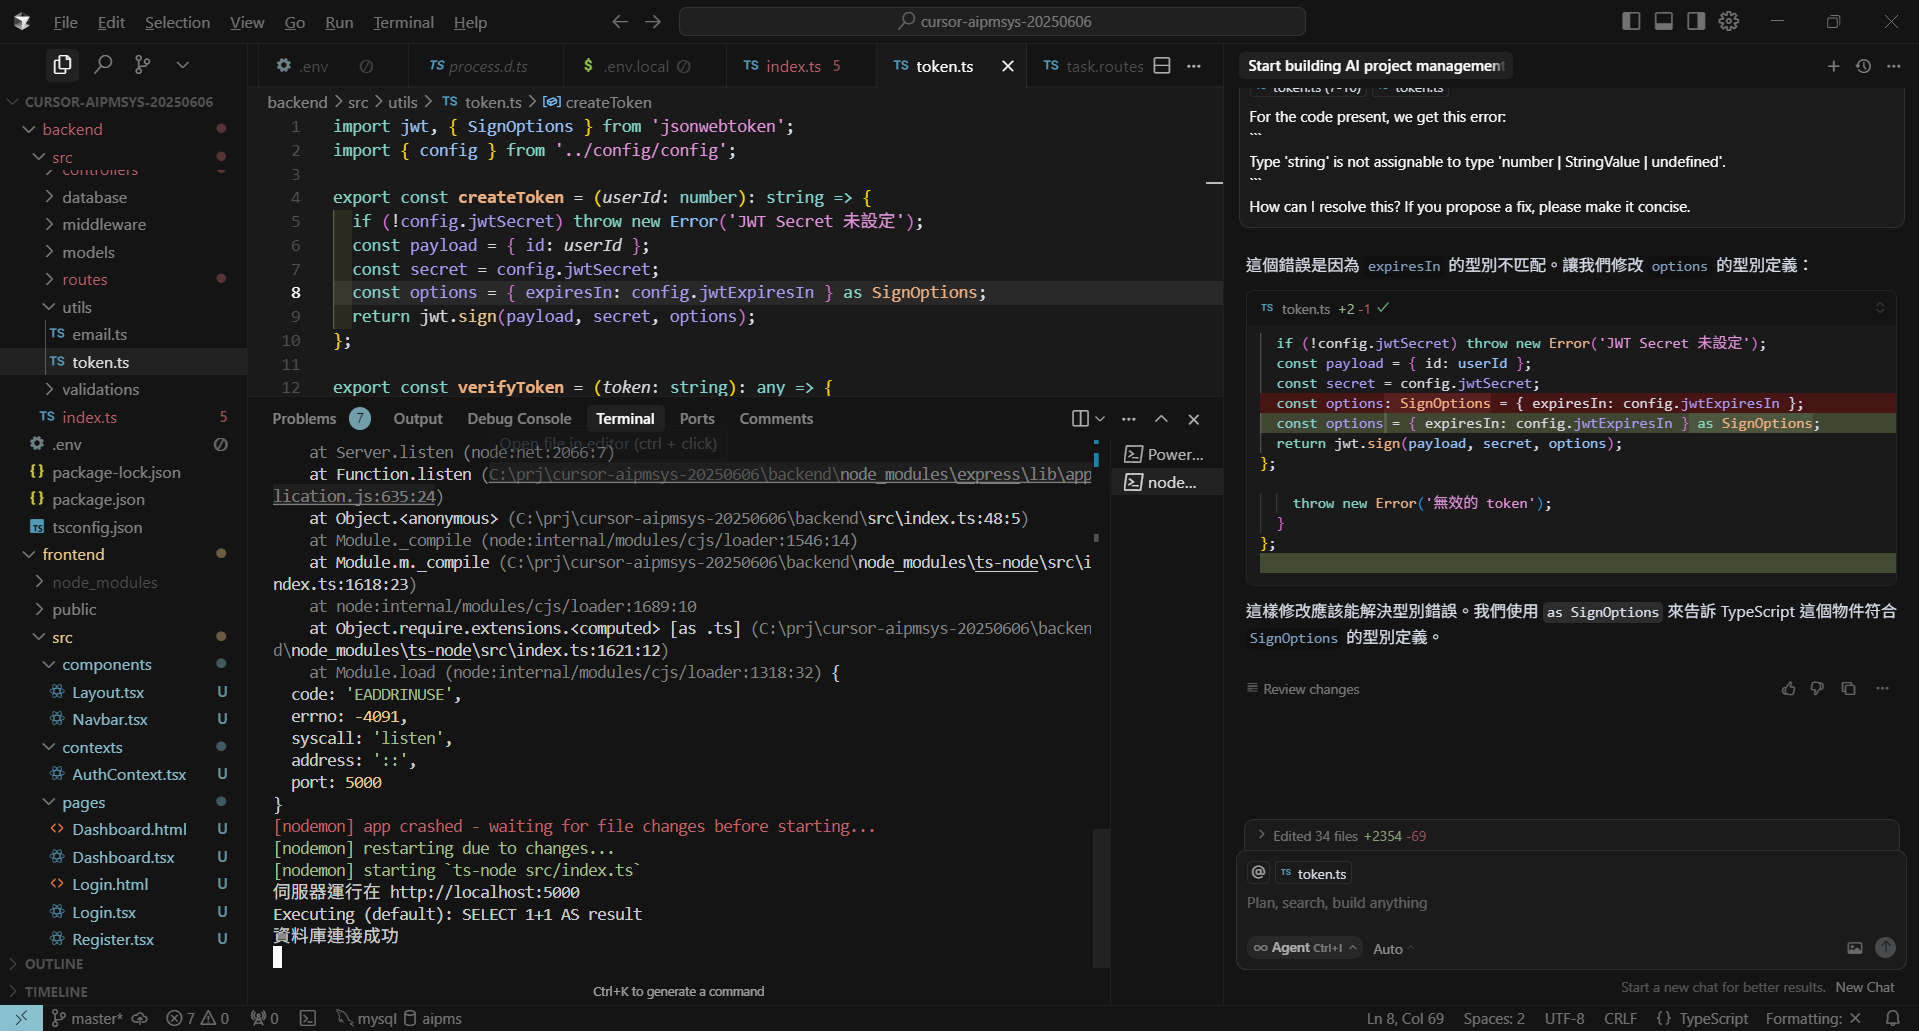 File Edit Selection View Go Run Terminal Help
cursor-aipmsys-20250606
.env
TS process.d.ts
$ .env.local
TS index.ts 5
TS token.ts
TS task.routes
CURSOR-AIPMSYS-20250606
backend
src
controllers
database
middleware
models
routes
utils
TS email.ts
TS token.ts
validations
TS index.ts 5
.env
package-lock.json
package.json
TS tsconfig.json
frontend
node_modules
public
src
components
Layout.tsx U
Navbar.tsx U
contexts
AuthContext.tsx U
pages
Dashboard.html U
Dashboard.tsx U
Login.html U
Login.tsx U
Register.tsx U
OUTLINE
TIMELINE
backend > src > utils > TS token.ts > createToken
1 import jwt, { SignOptions } from 'jsonwebtoken';
2 import { config } from '../config/config';
3
4 export const createToken = (userId: number): string => {
5 if (!config.jwtSecret) throw new Error('JWT Secret 未設定');
6 const payload = { id: userId };
7 const secret = config.jwtSecret;
8 const options = { expiresIn: config.jwtExpiresIn } as SignOptions;
9 return jwt.sign(payload, secret, options);
10 };
11
12 export const verifyToken = (token: string): any => {
Problems 7 Output Debug Console Terminal Ports Comments
Open file in editor (ctrl + click)
at Server.listen (node:net:2066:7)
at Function.listen (C:\prj\cursor-aipmsys-20250606\backend\node_modules\express\lib\app
lication.js:635:24)
at Object.<anonymous> (C:\prj\cursor-aipmsys-20250606\backend\src\index.ts:48:5)
at Module._compile (node:internal/modules/cjs/loader:1546:14)
at Module.m._compile (C:\prj\cursor-aipmsys-20250606\backend\node_modules\ts-node\src\i
ndex.ts:1618:23)
at node:internal/modules/cjs/loader:1689:10
at Object.require.extensions.<computed> [as .ts] (C:\prj\cursor-aipmsys-20250606\backen
d\node_modules\ts-node\src\index.ts:1621:12)
at Module.load (node:internal/modules/cjs/loader:1318:32) {
code: 'EADDRINUSE',
errno: -4091,
syscall: 'listen',
address: '::',
port: 5000
}
[nodemon] app crashed - waiting for file changes before starting...
[nodemon] restarting due to changes...
[nodemon] starting `ts-node src/index.ts`
伺服器運行在 http://localhost:5000
Executing (default): SELECT 1+1 AS result
資料庫連接成功
Ctrl+K to generate a command
Power...
node...
Start building AI project management
token.ts (7-10) token.ts
For the code present, we get this error:
```
Type 'string' is not assignable to type 'number | StringValue | undefined'.
```
How can I resolve this? If you propose a fix, please make it concise.
這個錯誤是因為 expiresIn 的型別不匹配。讓我們修改 options 的型別定義：
TS token.ts +2 -1
if (!config.jwtSecret) throw new Error('JWT Secret 未設定');
const payload = { id: userId };
const secret = config.jwtSecret;
const options: SignOptions = { expiresIn: config.jwtExpiresIn };
const options = { expiresIn: config.jwtExpiresIn } as SignOptions;
return jwt.sign(payload, secret, options);
};
throw new Error('無效的 token');
}
};
這樣修改應該能解決型別錯誤。我們使用 as SignOptions 來告訴 TypeScript 這個物件符合
SignOptions 的型別定義。
Review changes
Edited 34 files +2354 -69
@ TS token.ts
Plan, search, build anything
Agent Ctrl+I Auto
Start a new chat for better results. New Chat
master* 7 0 0 mysql aipms
Ln 8, Col 69 Spaces: 2 UTF-8 CRLF {} TypeScript Formatting: ✕